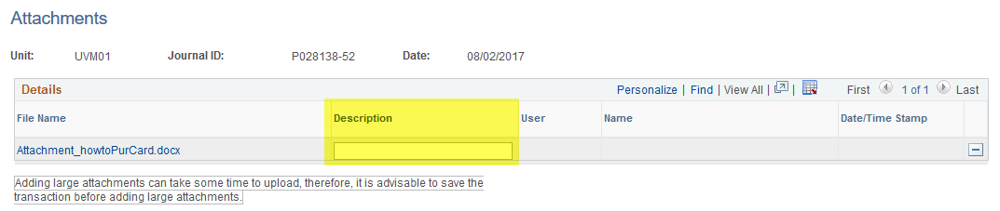 Attachments
Unit: UVM01 Journal ID: P028138-52 Date: 08/02/2017
Details Personalize | Find | View All | | First 1 of 1 Last
File Name Description User Name Date/Time Stamp
Attachment_howtoPurCard.docx
Adding large attachments can take some time to upload, therefore, it is advisable to save the
transaction before adding large attachments.